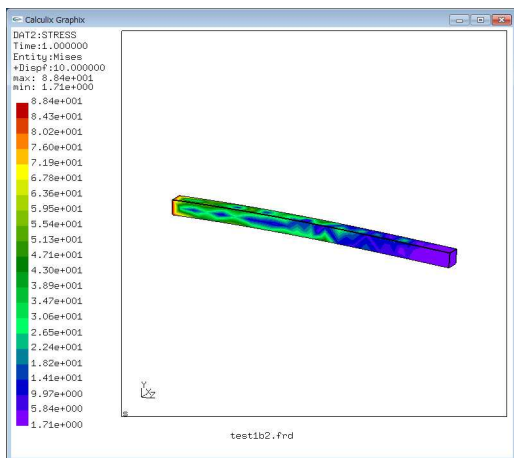 Calculix Graphix
DAT2:STRESS
Time:1.000000
Entity:Mises
*Dispf:10.000000
max: 8.84e+001
min: 1.71e+000
8.84e+001
8.43e+001
8.02e+001
7.60e+001
7.19e+001
6.78e+001
6.36e+001
5.95e+001
5.54e+001
5.13e+001
4.71e+001
4.30e+001
3.89e+001
3.47e+001
3.06e+001
2.65e+001
2.24e+001
1.82e+001
1.41e+001
9.97e+000
5.84e+000
1.71e+000
Y
X
Z
s
test1b2.frd